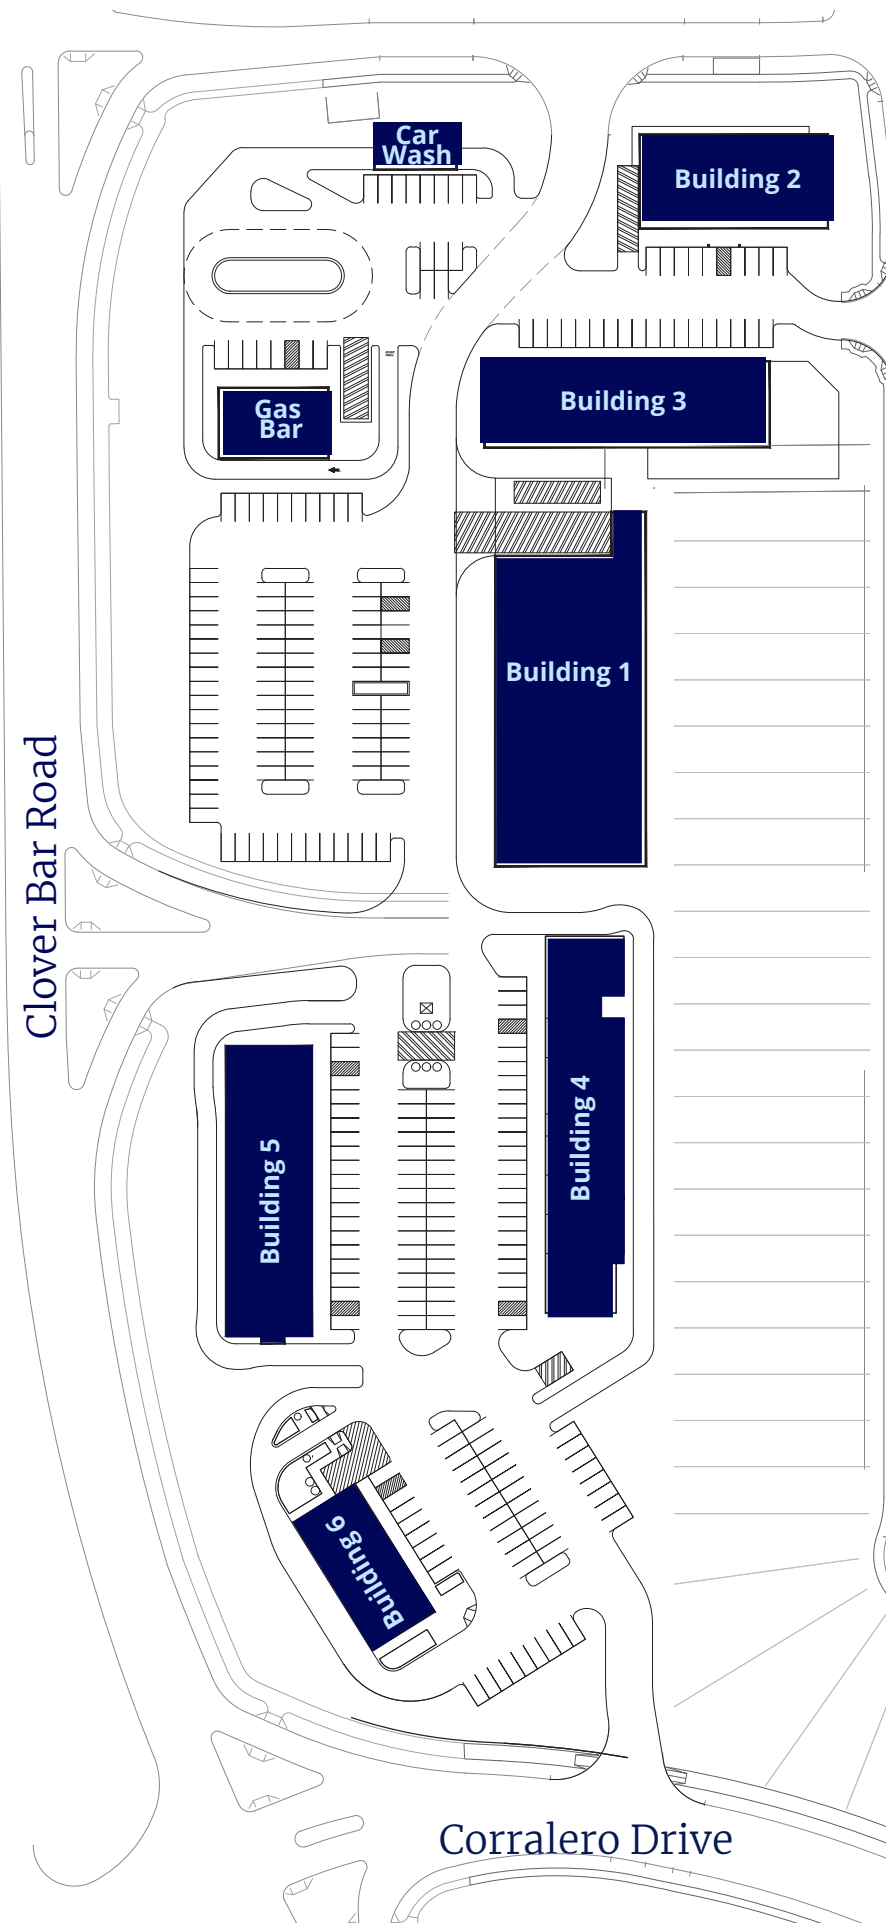 Car
Wash
Building 2
Building 3
Gas
Bar
Building 1
Clover Bar Road
Building 4
Building 5
Building 6
Corralero Drive